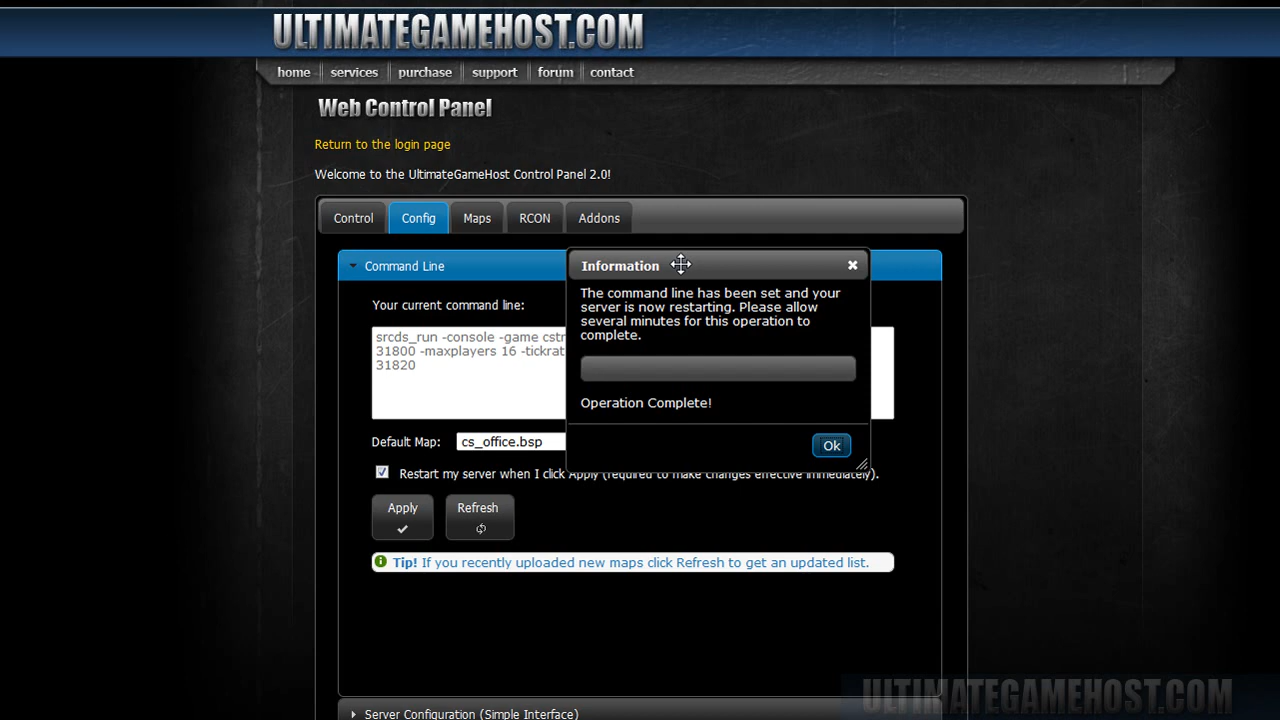 ULTIMATEGAMEHOST.COM
home services purchase support forum contact
Web Control Panel
Return to the login page
Welcome to the UltimateGameHost Control Panel 2.0!
Control Config Maps RCON Addons
Command Line
Your current command line:
srcds_run -console -game
31800 -maxplayers 16
31820
Information
The command line has been set and your
server is now restarting. Please allow
several minutes for this operation to
complete.
Operation Complete!
Ok
Default Map: cs_office.bsp
Restart my server when I click Apply (required to make changes effective immediately).
Apply Refresh
Tip! If you recently uploaded new maps click Refresh to get an updated list.
Server Configuration (Simple Interface)
ULTIMATEGAMEHOST.COM